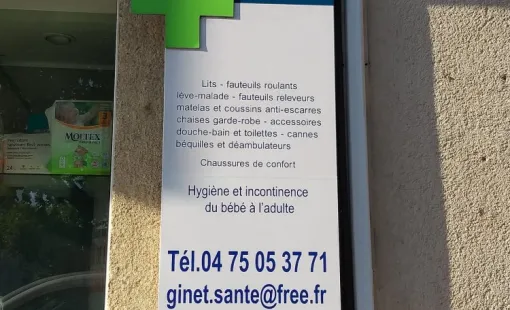 Lits - fauteuils roulants
lève-malade - fauteuils releveurs
matelas et coussins anti-escarres
chaises garde-robe - accessoires
douche-bain et toilettes - cannes
béquilles et déambulateurs
Chaussures de confort
Hygiène et incontinence
du bébé à l'adulte
Tél.04 75 05 37 71
ginet.sante@free.fr
MOLTEX